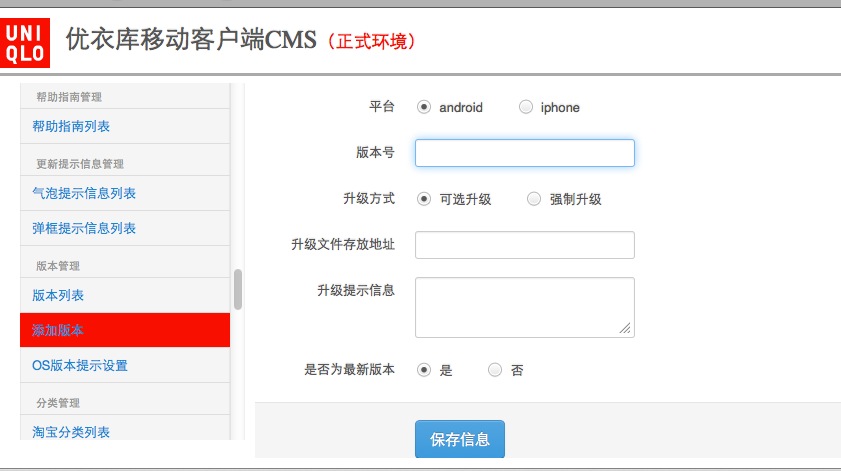 UNI
QLO
优衣库移动客户端CMS（正式环境）
帮助指南管理
帮助指南列表
更新提示信息管理
气泡提示信息列表
弹框提示信息列表
版本管理
版本列表
添加版本
OS版本提示设置
分类管理
淘宝分类列表
平台 android iphone
版本号
升级方式 可选升级 强制升级
升级文件存放地址
升级提示信息
是否为最新版本 是 否
保存信息